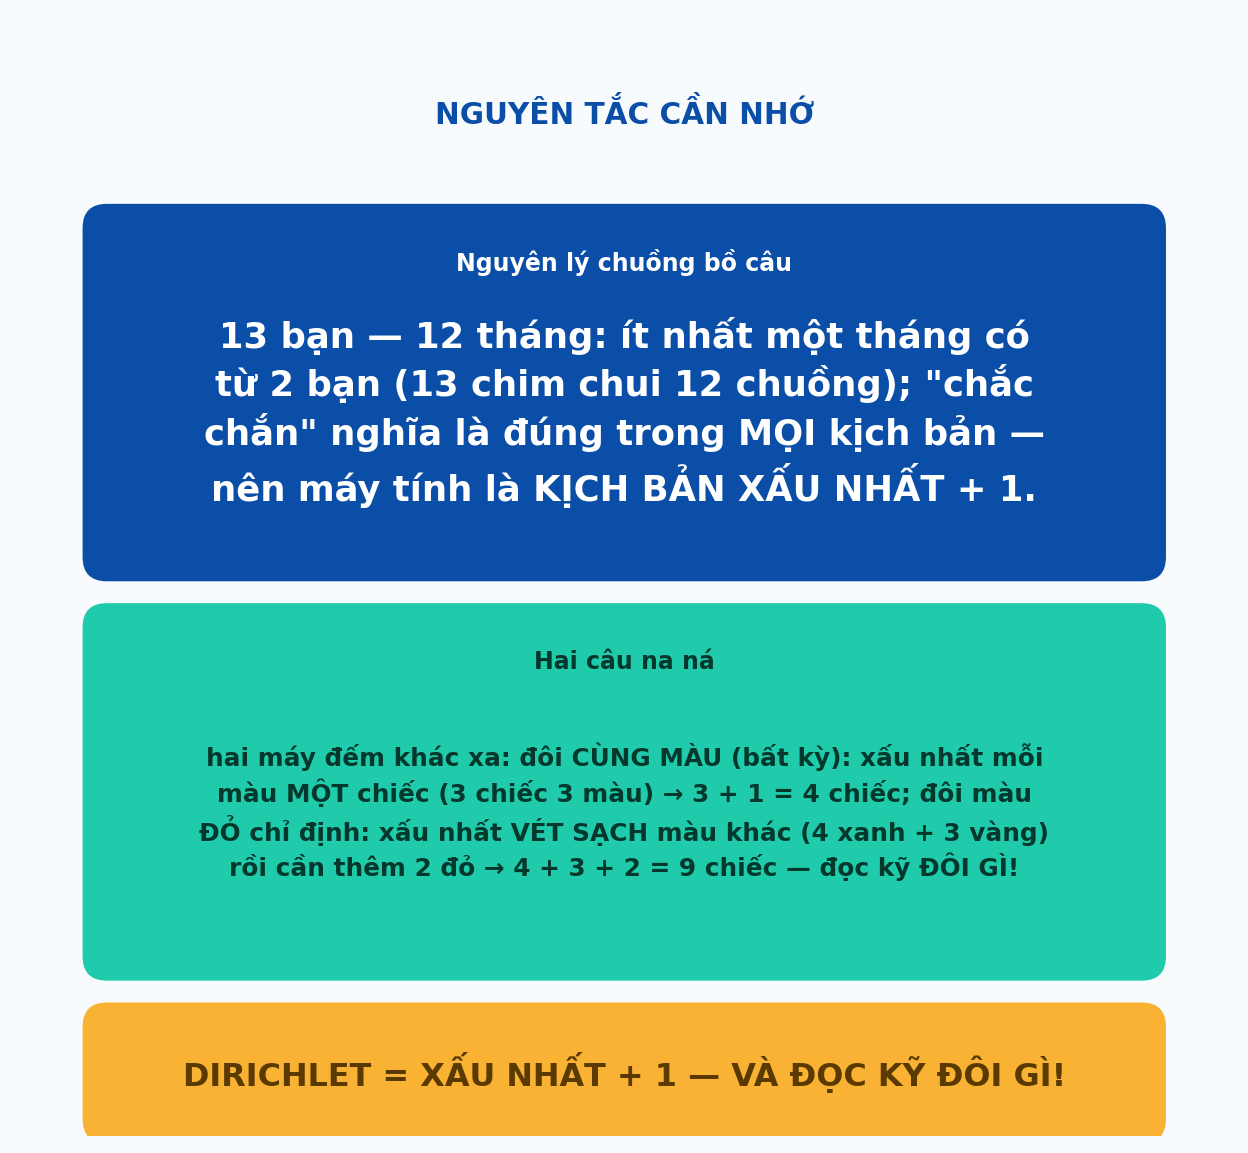 NGUYÊN TẮC CẦN NHỚ
Nguyên lý chuồng bồ câu
13 bạn — 12 tháng: ít nhất một tháng có
từ 2 bạn (13 chim chui 12 chuồng); "chắc
chắn" nghĩa là đúng trong MỌI kịch bản —
nên máy tính là KỊCH BẢN XẤU NHẤT + 1.
Hai câu na ná
hai máy đếm khác xa: đôi CÙNG MÀU (bất kỳ): xấu nhất mỗi
màu MỘT chiếc (3 chiếc 3 màu) → 3 + 1 = 4 chiếc; đôi màu
ĐỎ chỉ định: xấu nhất VÉT SẠCH màu khác (4 xanh + 3 vàng)
rồi cần thêm 2 đỏ → 4 + 3 + 2 = 9 chiếc — đọc kỹ ĐÔI GÌ!
DIRICHLET = XẤU NHẤT + 1 — VÀ ĐỌC KỸ ĐÔI GÌ!